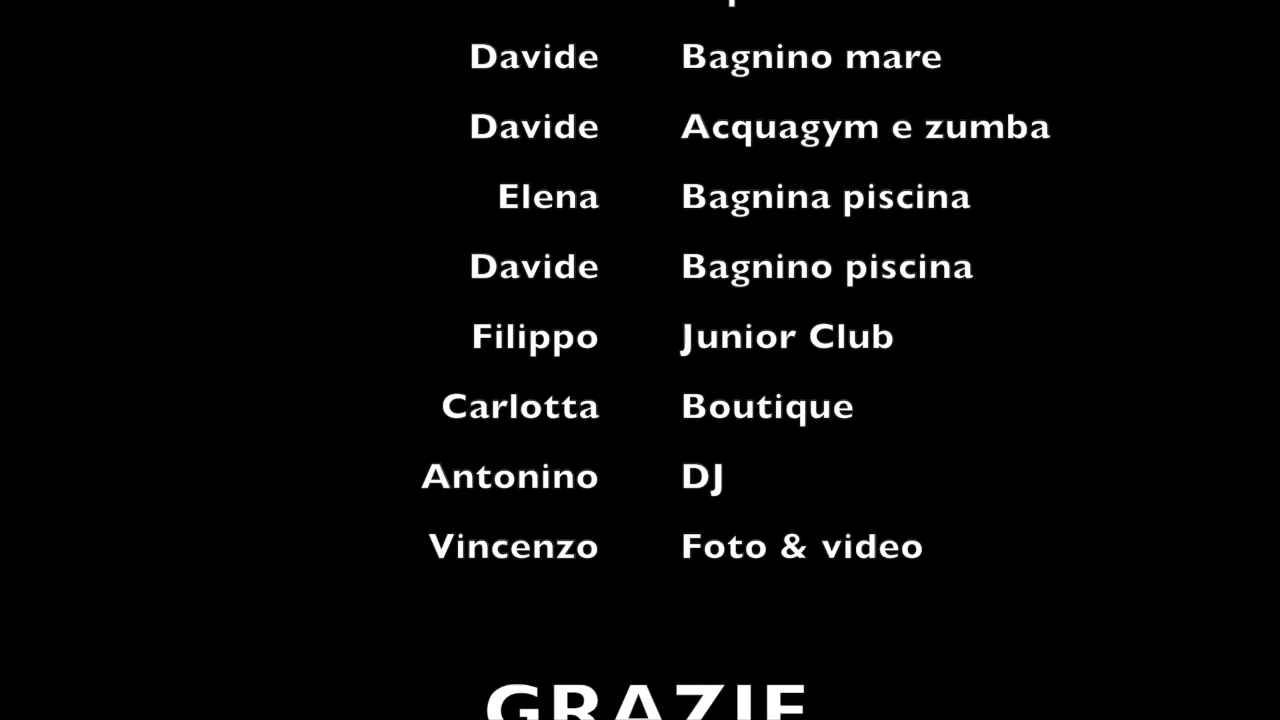 Davide Bagnino mare
Davide Acquagym e zumba
Elena Bagnina piscina
Davide Bagnino piscina
Filippo Junior Club
Carlotta Boutique
Antonino DJ
Vincenzo Foto & video
GRAZIE